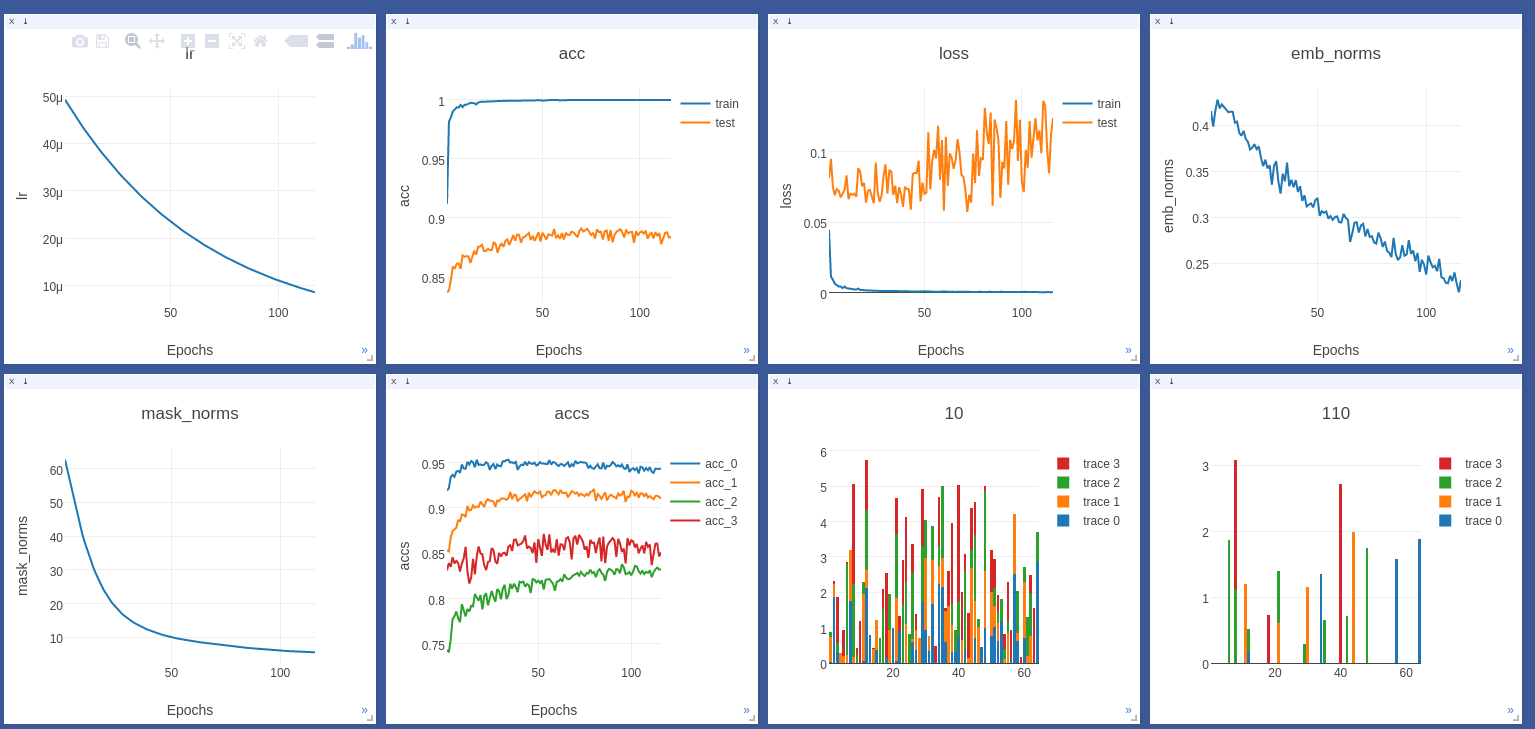 x ↓
lr
50μ
40μ
30μ
20μ
10μ
lr
50
100
Epochs
»
x ↓
acc
1
0.95
0.9
0.85
acc
50
100
Epochs
train
test
»
x ↓
loss
0.1
0.05
0
loss
50
100
Epochs
train
test
»
x ↓
emb_norms
0.4
0.35
0.3
0.25
emb_norms
50
100
Epochs
»
x ↓
mask_norms
60
50
40
30
20
10
mask_norms
50
100
Epochs
»
x ↓
accs
0.95
0.9
0.85
0.8
0.75
accs
50
100
Epochs
acc_0
acc_1
acc_2
acc_3
»
x ↓
10
6
5
4
3
2
1
0
20
40
60
trace 3
trace 2
trace 1
trace 0
»
x ↓
110
3
2
1
0
20
40
60
trace 3
trace 2
trace 1
trace 0
»